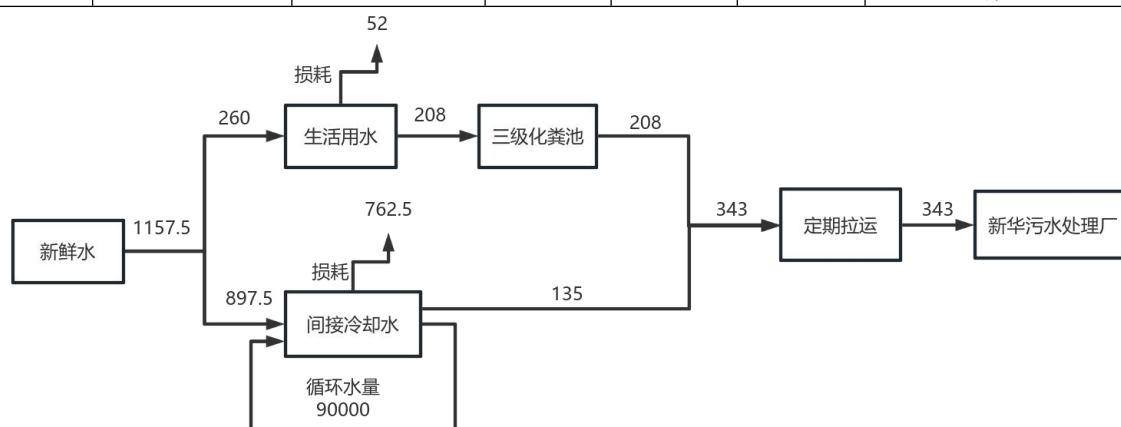 52
损耗
260
生活用水
208
三级化粪池
208
762.5
343
定期拉运
343
新华污水处理厂
1157.5
新鲜水
损耗
897.5
间接冷却水
135
循环水量
90000